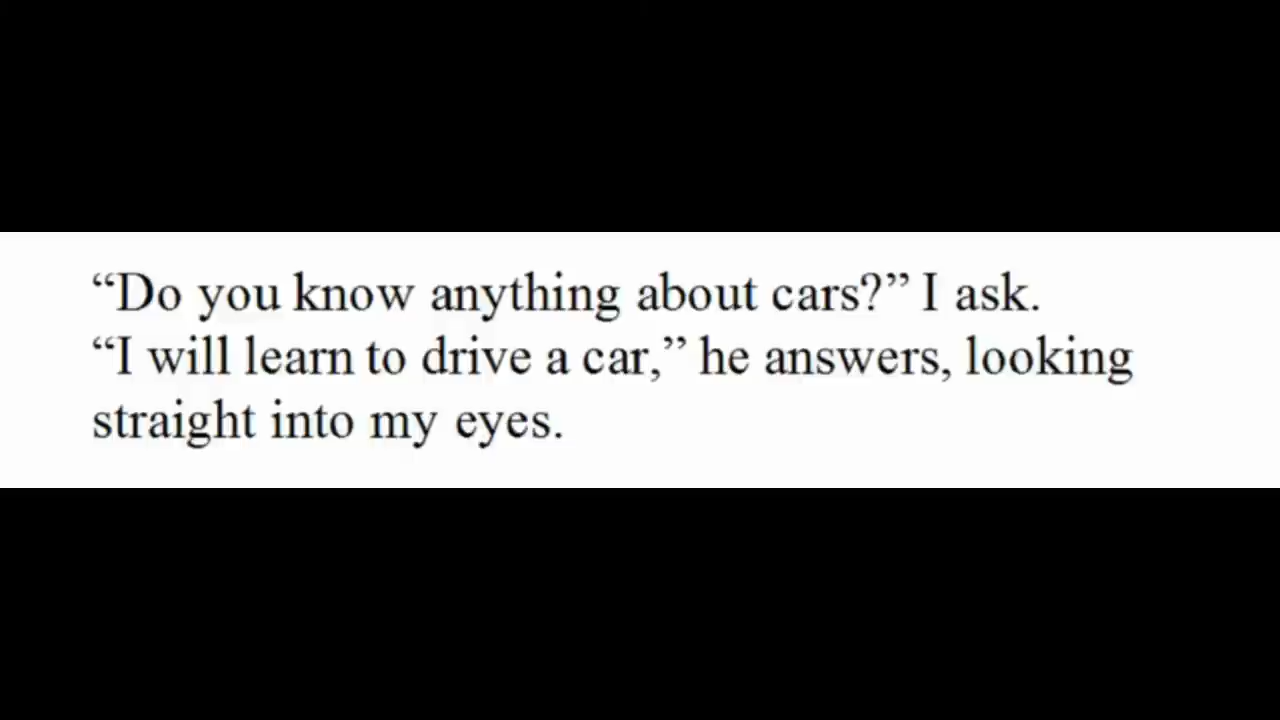 “Do you know anything about cars?” I ask.
“I will learn to drive a car,” he answers, looking
straight into my eyes.